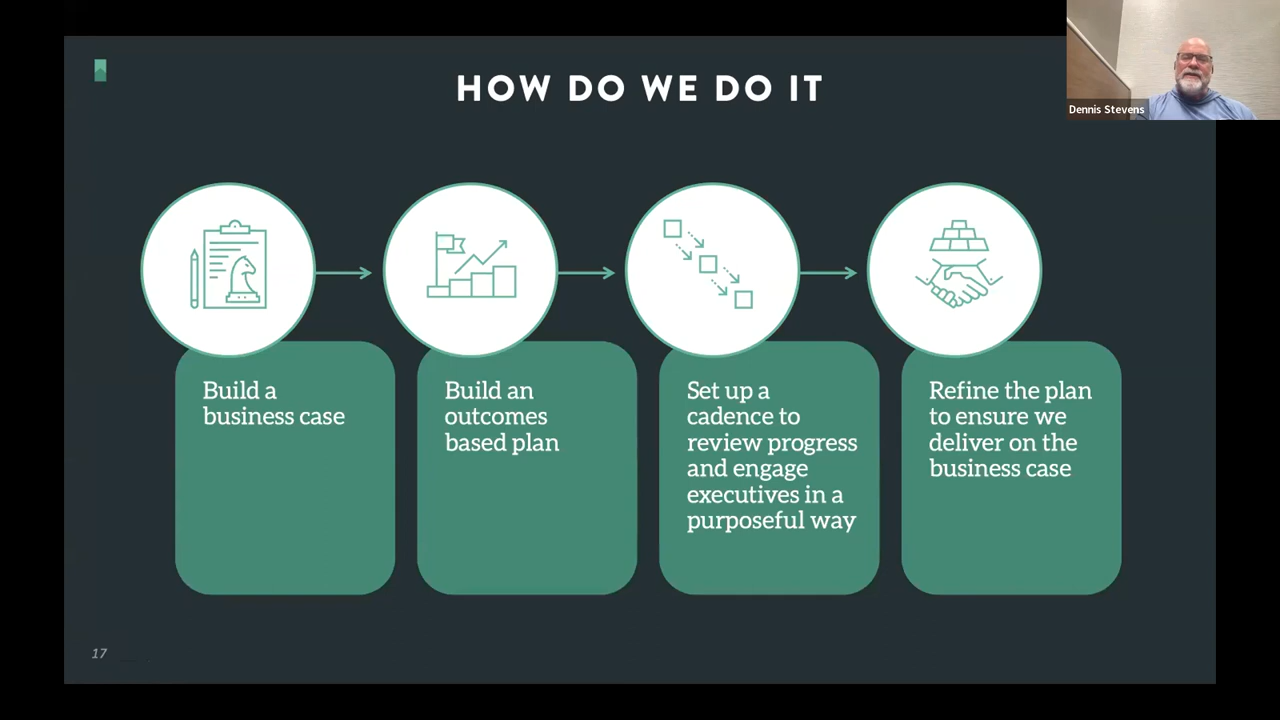 HOW DO WE DO IT
Dennis Stevens
Build a
business case
Build an
outcomes
based plan
Set up a
cadence to
review progress
and engage
executives in a
purposeful way
Refine the plan
to ensure we
deliver on the
business case
17